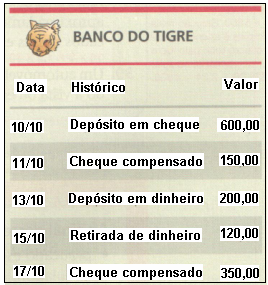 BANCO DO TIGRE
Data Histórico Valor
10/10 Depósito em cheque 600,00
11/10 Cheque compensado 150,00
13/10 Depósito em dinheiro 200,00
15/10 Retirada de dinheiro 120,00
17/10 Cheque compensado 350,00